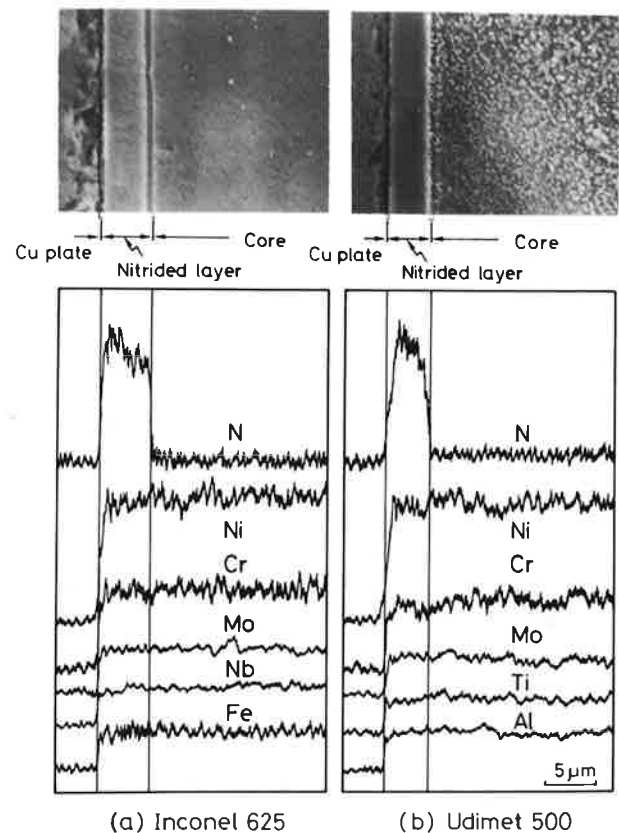 Cu plate
Nitrided layer
Core
Cu plate
Nitrided layer
Core
N
Ni
Cr
Mo
Nb
Fe
N
Ni
Cr
Mo
Ti
Al
5μm
(a) Inconel 625
(b) Udimet 500